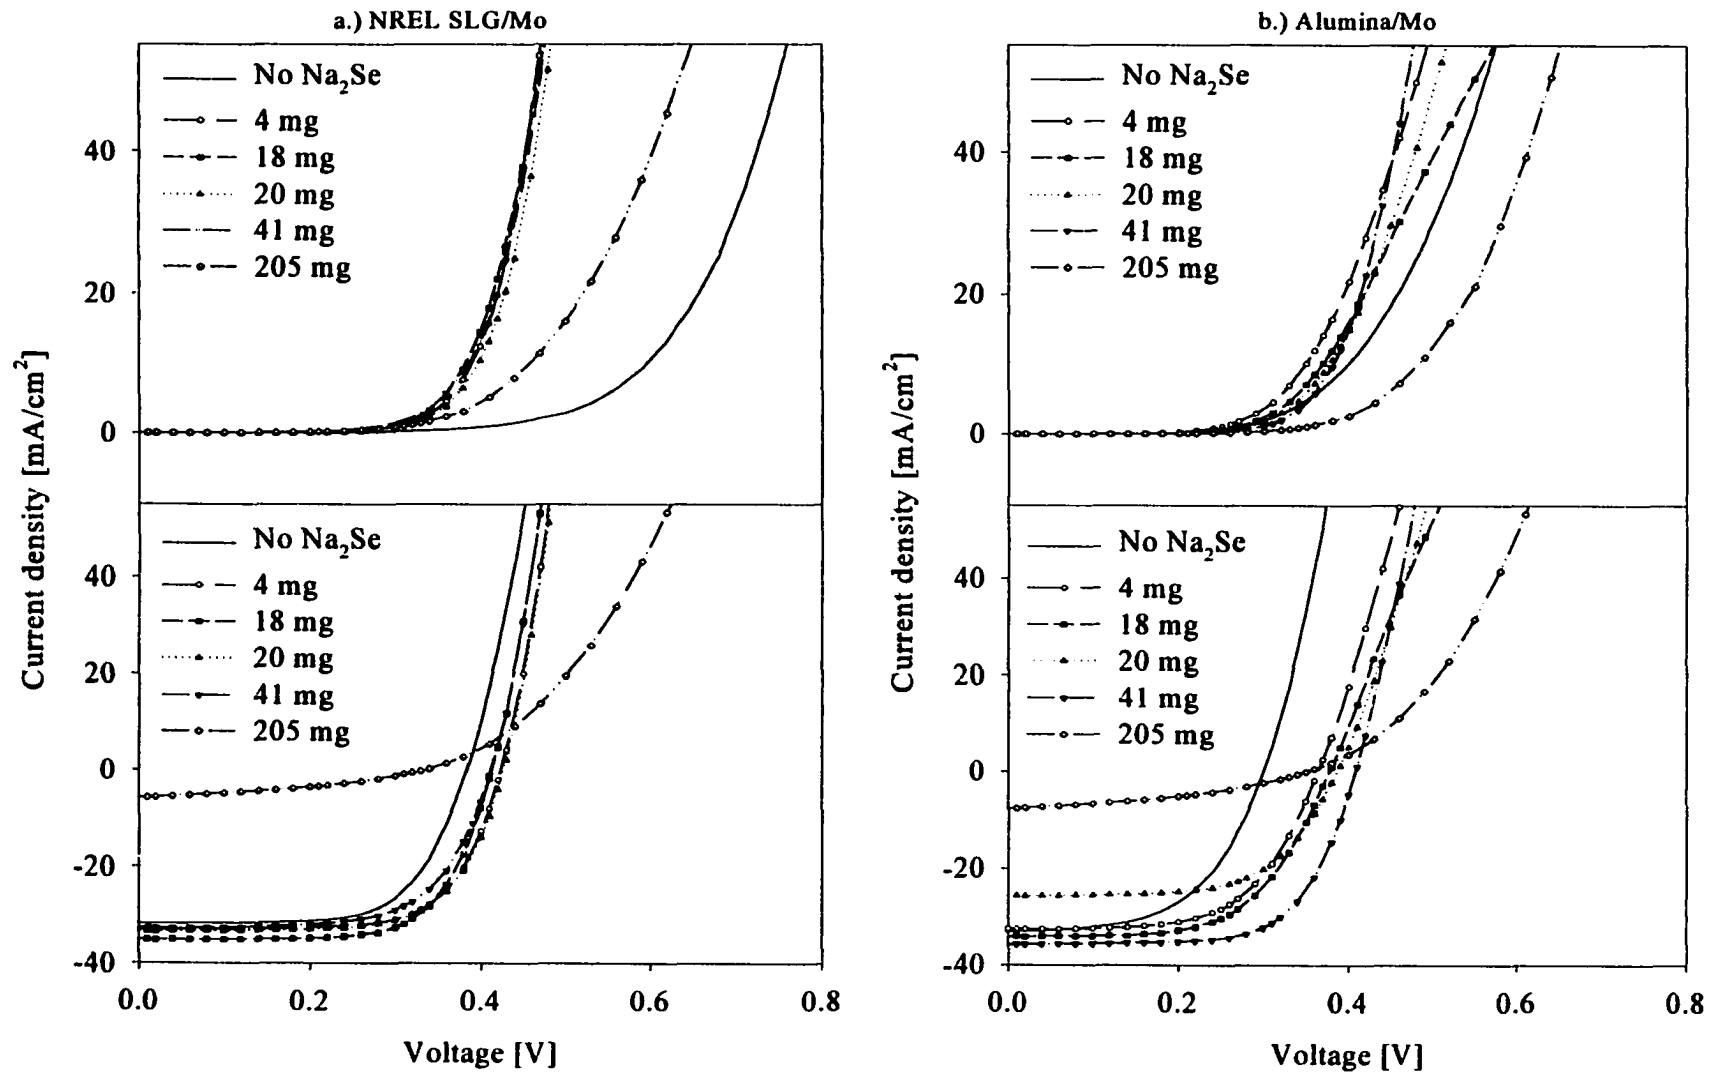 a.) NREL SLG/Mo
No Na₂Se
4 mg
18 mg
20 mg
41 mg
205 mg
40
20
0
No Na₂Se
4 mg
18 mg
20 mg
41 mg
205 mg
40
20
0
-20
-40
0.0 0.2 0.4 0.6 0.8
Voltage [V]
Current density [mA/cm²]
b.) Alumina/Mo
No Na₂Se
4 mg
18 mg
20 mg
41 mg
205 mg
40
20
0
No Na₂Se
4 mg
18 mg
20 mg
41 mg
205 mg
40
20
0
-20
-40
0.0 0.2 0.4 0.6 0.8
Voltage [V]
Current density [mA/cm²]